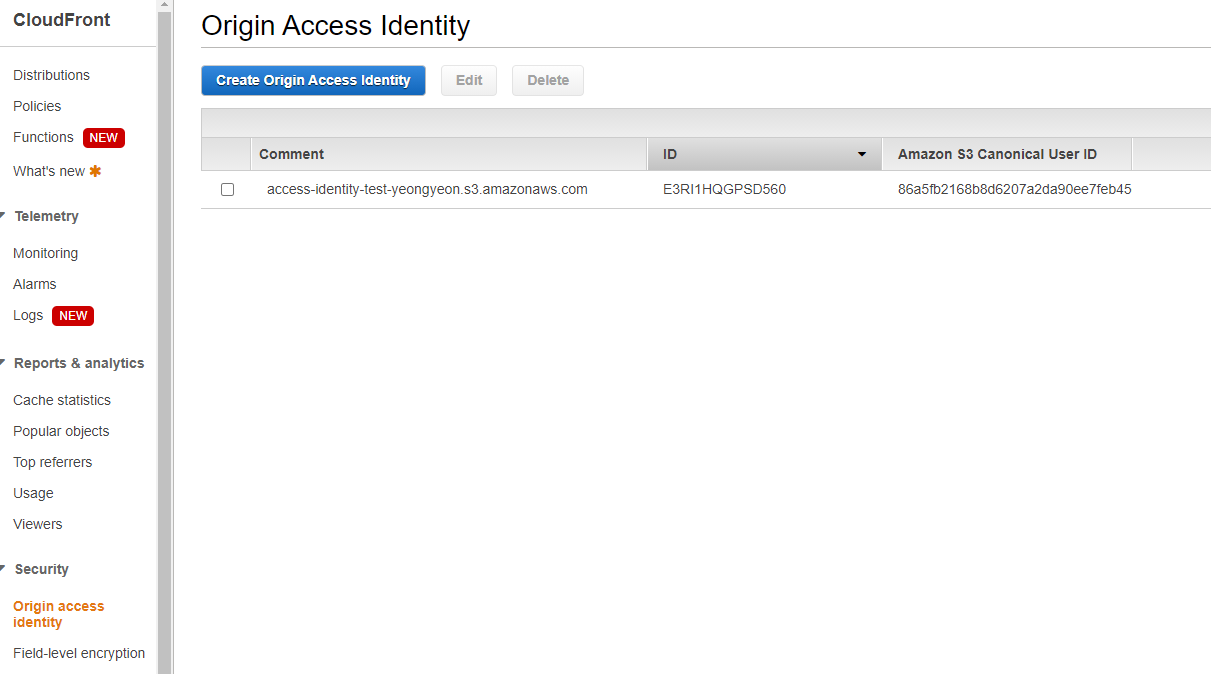 CloudFront
Distributions
Policies
Functions NEW
What's new
Telemetry
Monitoring
Alarms
Logs NEW
Reports & analytics
Cache statistics
Popular objects
Top referrers
Usage
Viewers
Security
Origin access
identity
Field-level encryption
Origin Access Identity
Create Origin Access Identity Edit Delete
Comment ID Amazon S3 Canonical User ID
access-identity-test-yeongyeon.s3.amazonaws.com E3RI1HQGPSD560 86a5fb2168b8d6207a2da90ee7feb45